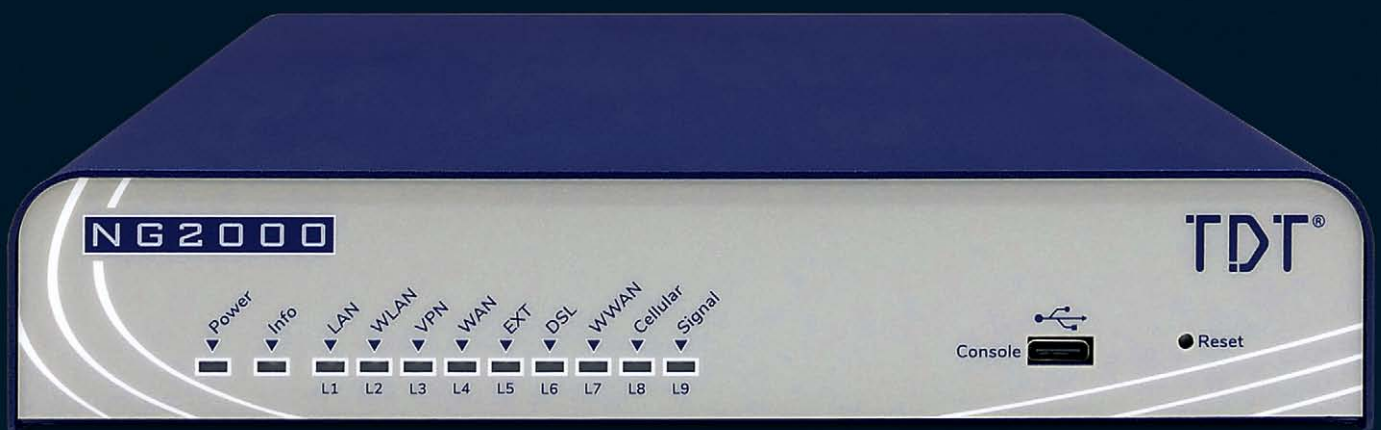 NG2000
TDT®
Power Info LAN WLAN VPN WAN EXT DSL WWAN Cellular Signal
L1 L2 L3 L4 L5 L6 L7 L8 L9
Console
Reset